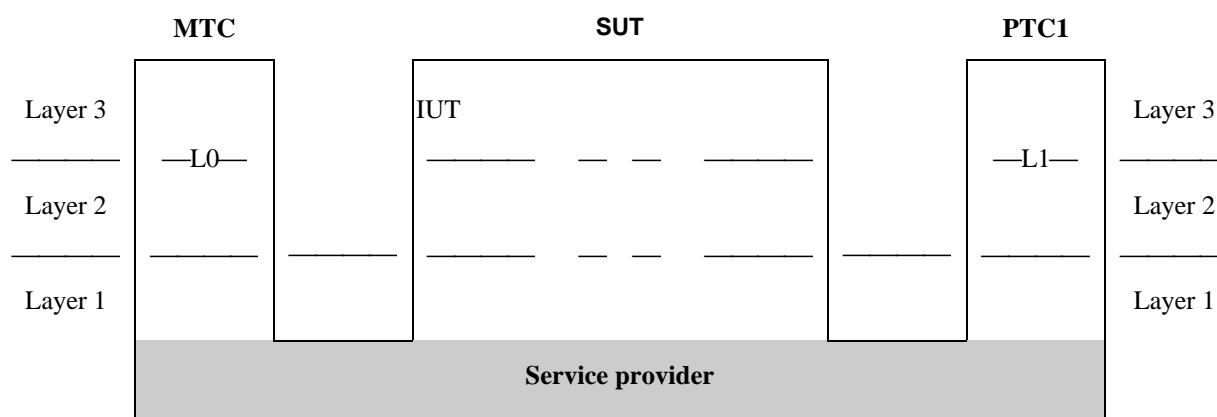 MTC SUT PTC1
Layer 3 IUT Layer 3
L0 L1
Layer 2 Layer 2
Layer 1 Layer 1
Service provider